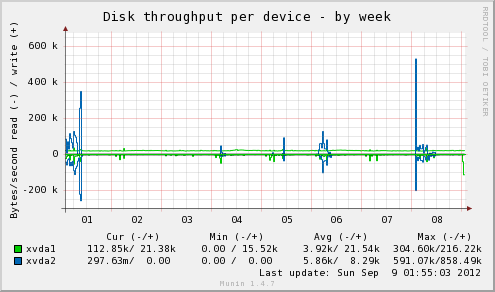 Disk throughput per device - by week
RRDTOOL / TOBI OETIKER
Bytes/second read (-) / write (+)
600 k
400 k
200 k
0
-200 k
01 02 03 04 05 06 07 08
Cur (-/+) Min (-/+) Avg (-/+) Max (-/+)
xvda1 112.85k/ 21.38k 0.00 / 15.52k 3.92k/ 21.54k 304.60k/216.22k
xvda2 297.63m/ 0.00 0.00 / 0.00 5.86k/ 8.29k 591.07k/858.49k
Last update: Sun Sep 9 01:55:03 2012
Munin 1.4.7